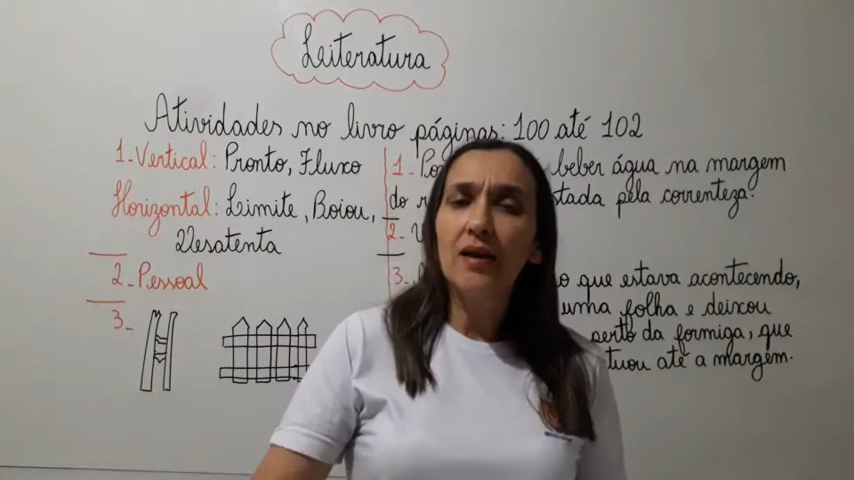 Literatura
Atividades no livro páginas: 100 até 102
1- Vertical: Pronto, Fluxo
Horizontal: Limite, Boiou,
Desatenta
2- Pessoal
3-
1- beber água na margem
do pela correnteza.
2-
3- o que estava acontecendo,
uma folha e deixou
perto da formiga, que
até a margem.